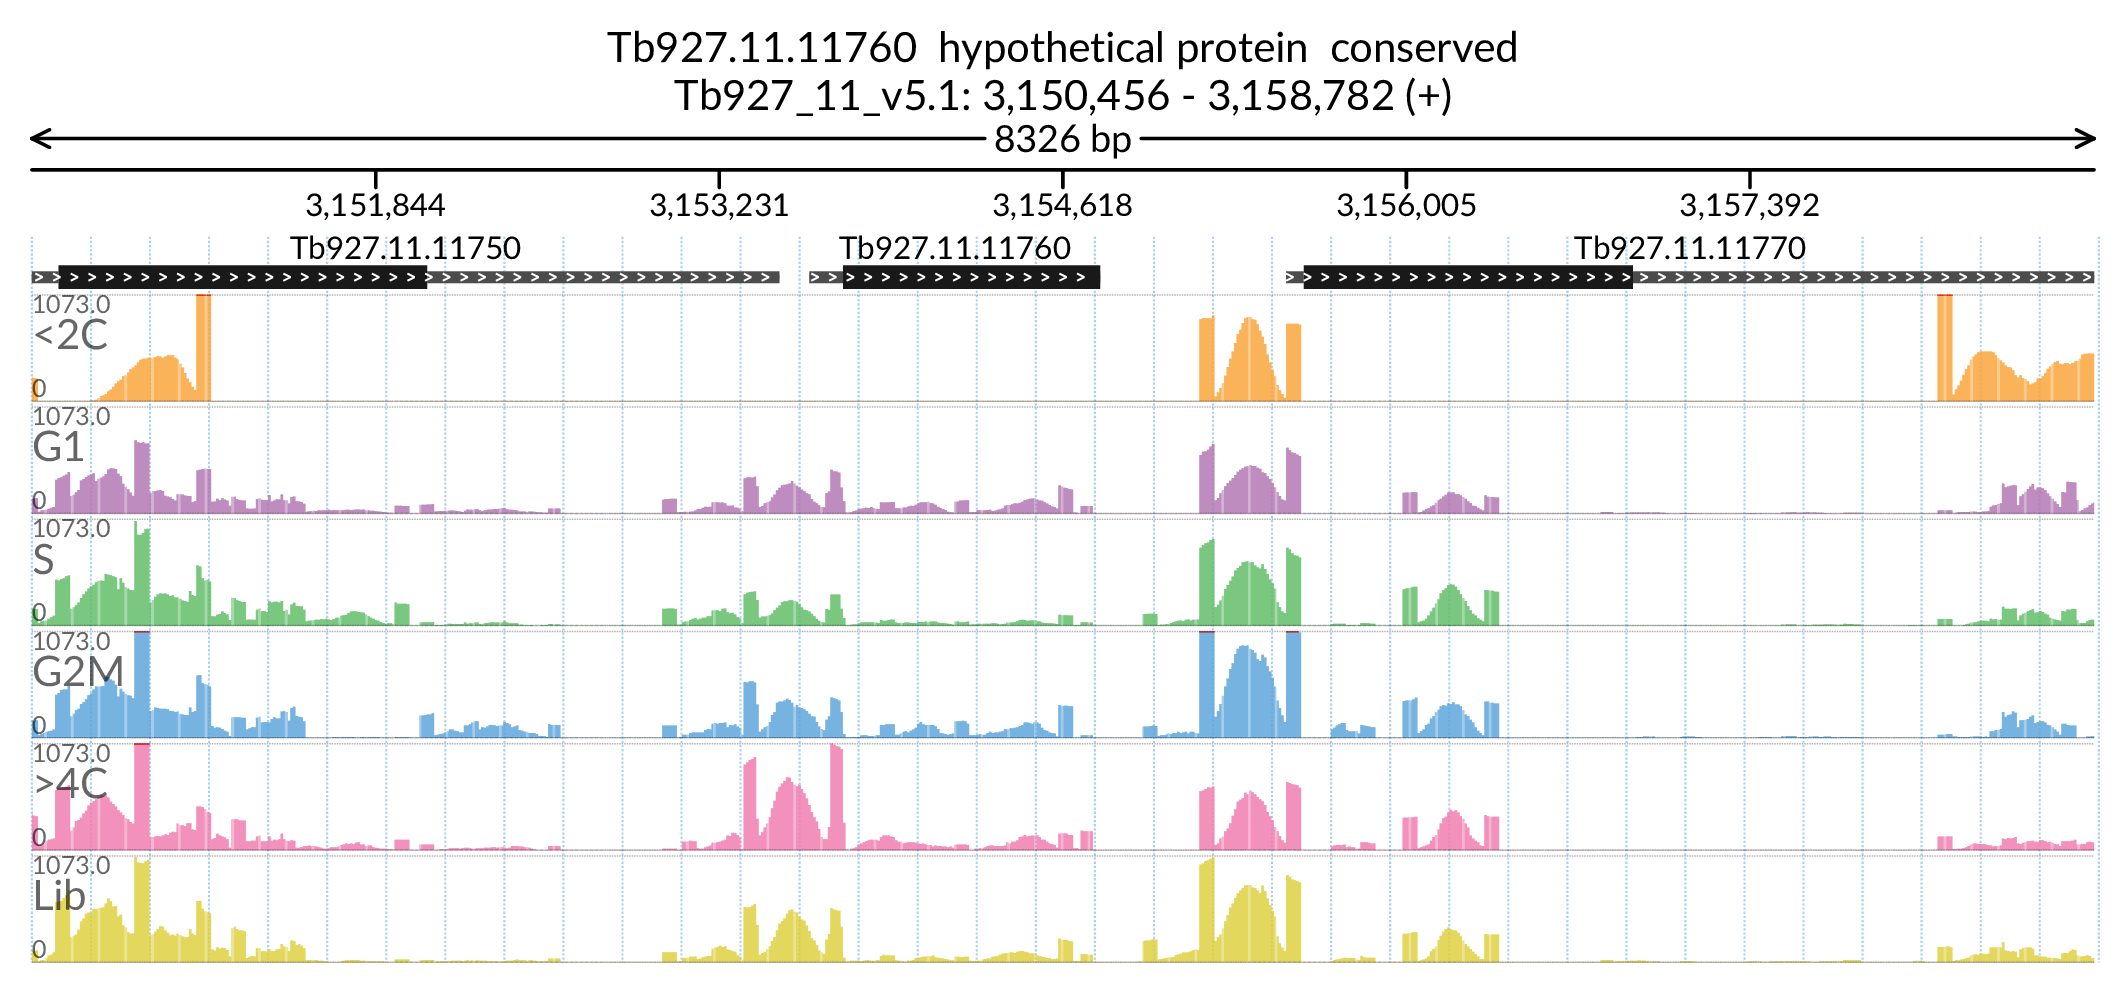 Tb927.11.11760 hypothetical protein conserved
Tb927_11_v5.1: 3,150,456 - 3,158,782 (+)
8326 bp
3,151,844 3,153,231 3,154,618 3,156,005 3,157,392
Tb927.11.11750 Tb927.11.11760 Tb927.11.11770
1073.0
<2C
0
1073.0
G1
0
1073.0
S
0
1073.0
G2M
0
1073.0
>4C
0
1073.0
Lib
0